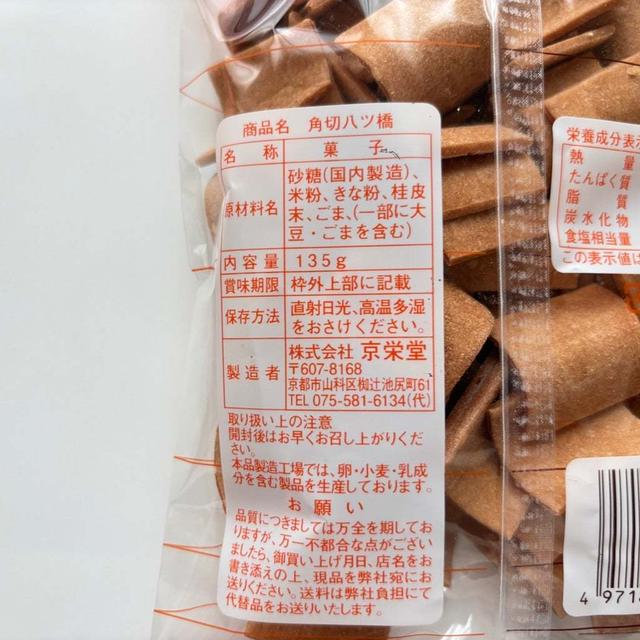 商品名 角切八ツ橋
名称 菓子
原材料名 砂糖(国内製造)、
米粉、きな粉、桂皮
末、ごま、(一部に大
豆・ごまを含む)
内容量 135g
賞味期限 枠外上部に記載
保存方法 直射日光、高温多湿
をおさけください。
製造者 株式会社 京栄堂
〒607-8168
京都市山科区椥辻池尻町61
TEL 075-581-6134(代)
取り扱い上の注意
開封後はお早くお召し上がりくだ
さい。
本品製造工場では、卵・小麦・乳成
分を含む製品を生産しております。
お願い
品質につきましては万全を期してお
りますが、万一不都合な点がござい
ましたら、御買い上げ月日、店名をお
書き添えの上、現品を弊社宛にお
送りください。送料は弊社負担にて
代替品をお送りいたします。
栄養成分表示
熱量
たんぱく質
脂質
炭水化物
食塩相当量
この表示値は
4 971